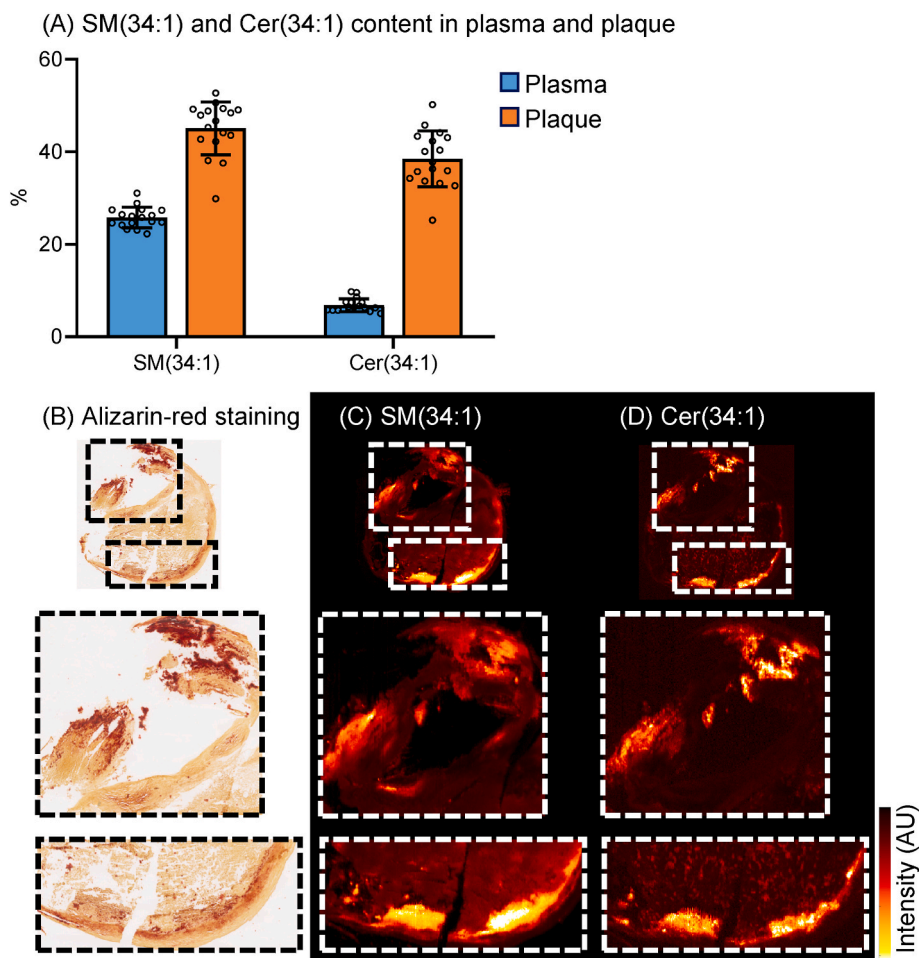 (A) SM(34:1) and Cer(34:1) content in plasma and plaque
60
40
20
0
%
Plasma
Plaque
SM(34:1)
Cer(34:1)
(B) Alizarin-red staining
(C) SM(34:1)
(D) Cer(34:1)
Intensity (AU)